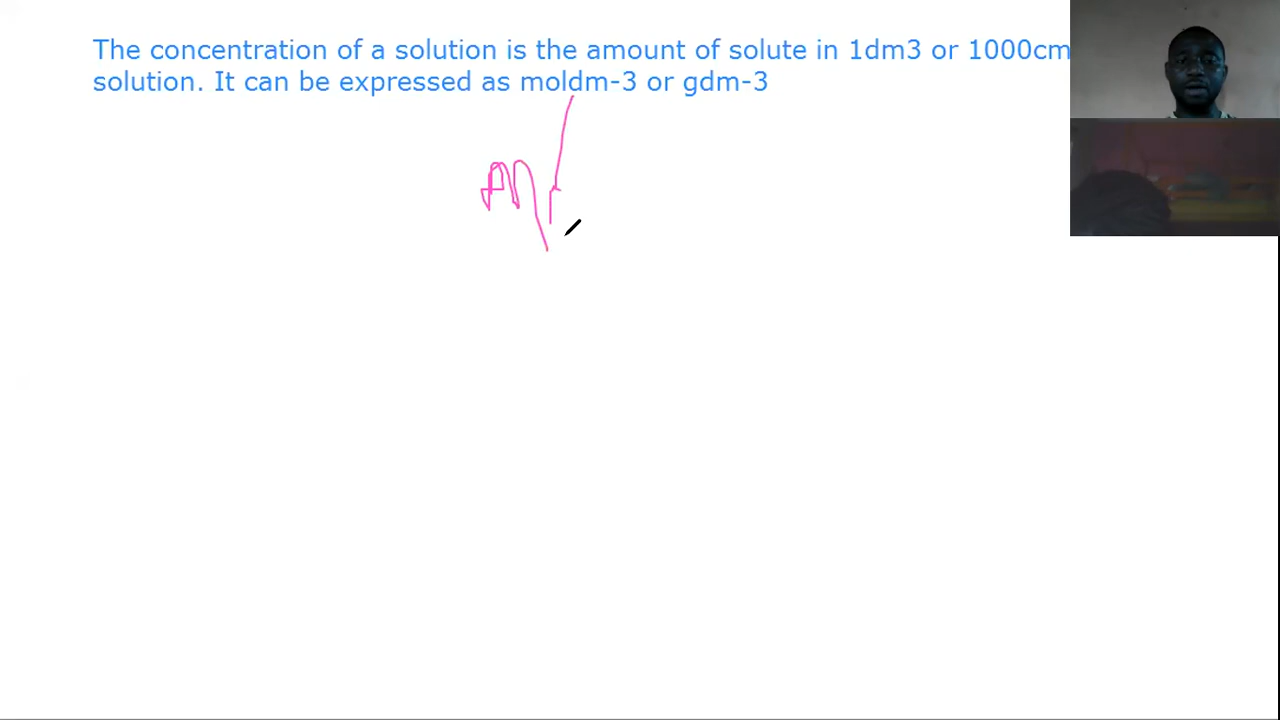 The concentration of a solution is the amount of solute in 1dm3 or 1000cm
solution. It can be expressed as moldm-3 or gdm-3